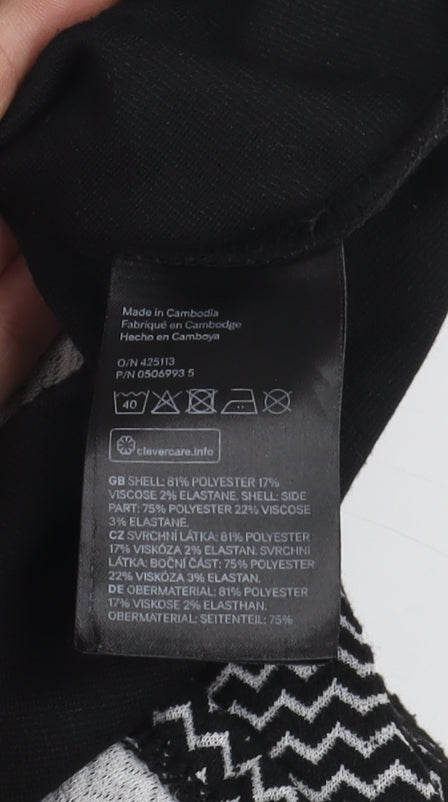 Made in Cambodia
Fabriqué en Cambodge
Hecho en Camboya
O/N 425113
P/N 0506993 5
40
clevercare.info
GB SHELL: 81% POLYESTER 17%
VISCOSE 2% ELASTANE. SHELL: SIDE
PART: 75% POLYESTER 22% VISCOSE
3% ELASTANE.
CZ SVRCHNÍ LÁTKA: 81% POLYESTER
17% VISKÓZA 2% ELASTAN. SVRCHNÍ
LÁTKA: BOČNÍ ČÁST: 75% POLYESTER
22% VISKÓZA 3% ELASTAN.
DE OBERMATERIAL: 81% POLYESTER
17% VISKOSE 2% ELASTHAN.
OBERMATERIAL: SEITENTEIL: 75%